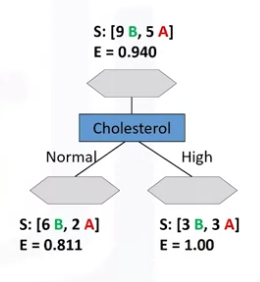 S: [9 B, 5 A]
E = 0.940
Cholesterol
Normal High
S: [6 B, 2 A] S: [3 B, 3 A]
E = 0.811 E = 1.00